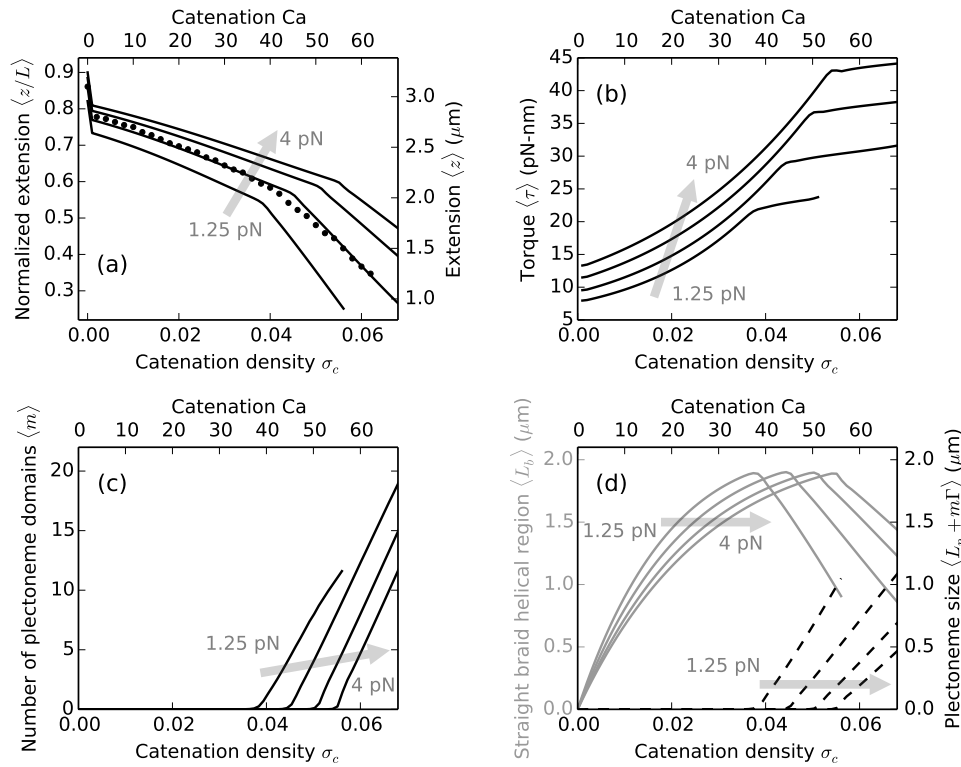 Catenation Ca
0 10 20 30 40 50 60
Normalized extension ⟨z/L⟩
0.9
0.8
0.7
0.6
0.5
0.4
0.3
3.0
2.5
2.0
1.5
1.0
Extension ⟨z⟩ (μm)
4 pN
1.25 pN
(a)
0.00 0.02 0.04 0.06
Catenation density σc
Catenation Ca
0 10 20 30 40 50 60
Torque ⟨τ⟩ (pN-nm)
45
40
35
30
25
20
15
10
5
(b)
4 pN
1.25 pN
0.00 0.02 0.04 0.06
Catenation density σc
Catenation Ca
0 10 20 30 40 50 60
Number of plectoneme domains ⟨m⟩
20
15
10
5
0
(c)
1.25 pN
4 pN
0.00 0.02 0.04 0.06
Catenation density σc
Catenation Ca
0 10 20 30 40 50 60
Straight braid helical region ⟨Lb⟩ (μm)
2.0
1.5
1.0
0.5
0.0
(d)
1.25 pN
4 pN
1.25 pN
2.0
1.5
1.0
0.5
0.0
Plectoneme size ⟨Lp+mΓ⟩ (μm)
0.00 0.02 0.04 0.06
Catenation density σc